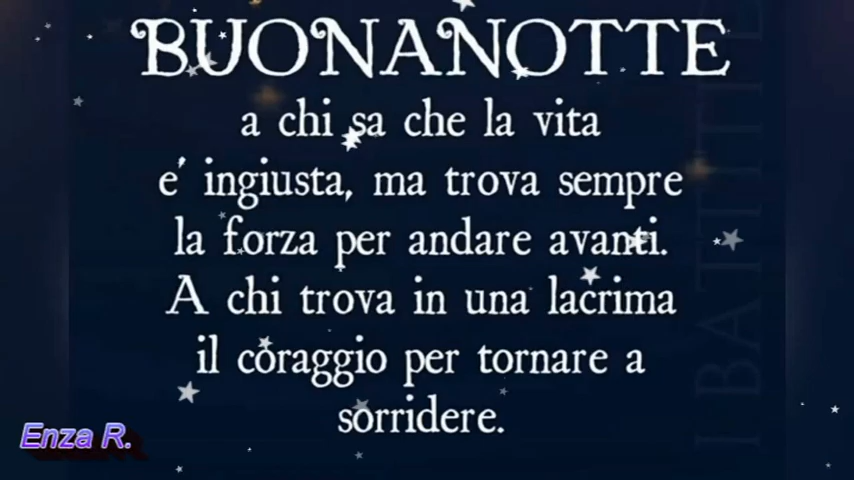 BUONANOTTE
a chi sa che la vita
e' ingiusta, ma trova sempre
la forza per andare avanti.
A chi trova in una lacrima
il coraggio per tornare a
sorridere.
Enza R.